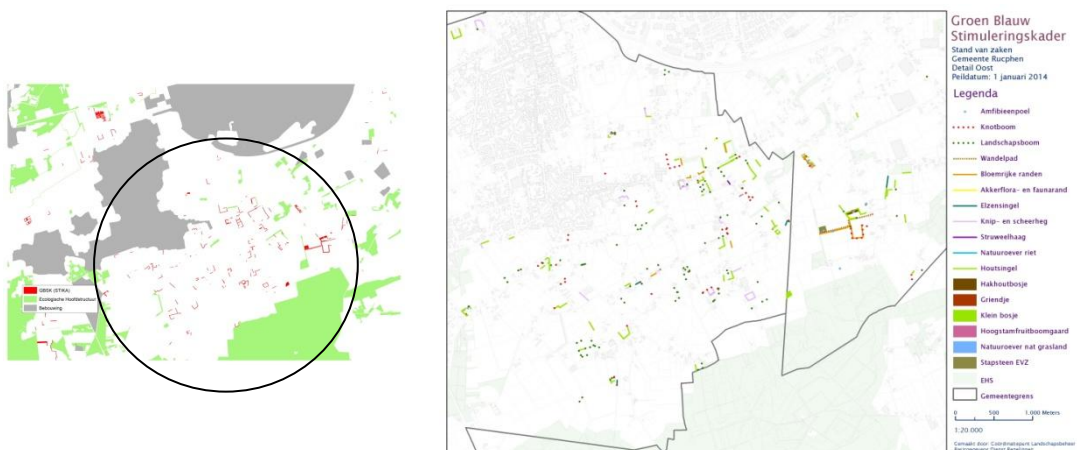 GBSK (STIKA)
Ecologische Hoofdstructuur
Bebouwing
Groen Blauw
Stimuleringskader
Stand van zaken
Gemeente Rucphen
Detail Oost
Peildatum: 1 januari 2014
Legenda
Amfibieenpoel
Knotboom
Landschapsboom
Wandelpad
Bloemrijke randen
Akkerflora- en faunarand
Elzensingel
Knip- en scheerheg
Struweelhaag
Natuuroever riet
Houtsingel
Hakhoutbosje
Griendje
Klein bosje
Hoogstamfruitboomgaard
Natuuroever nat grasland
Stapsteen EVZ
EHS
Gemeentegrens
0 500 1.000 Meters
1:20.000
Gemaakt door: Coördinatiepunt Landschapsbeheer